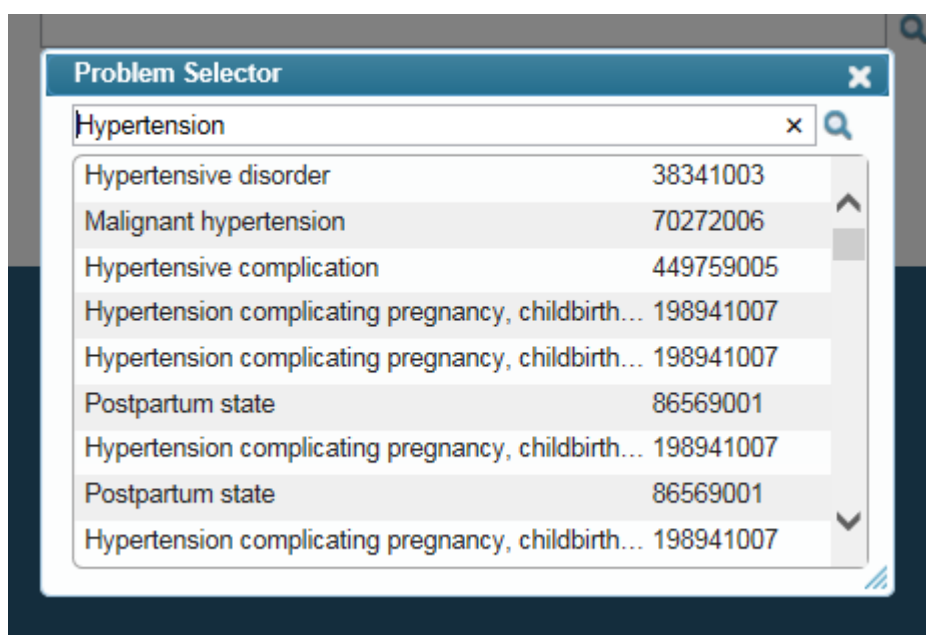 Problem Selector
Hypertension
Hypertensive disorder 38341003
Malignant hypertension 70272006
Hypertensive complication 449759005
Hypertension complicating pregnancy, childbirth... 198941007
Hypertension complicating pregnancy, childbirth... 198941007
Postpartum state 86569001
Hypertension complicating pregnancy, childbirth... 198941007
Postpartum state 86569001
Hypertension complicating pregnancy, childbirth... 198941007